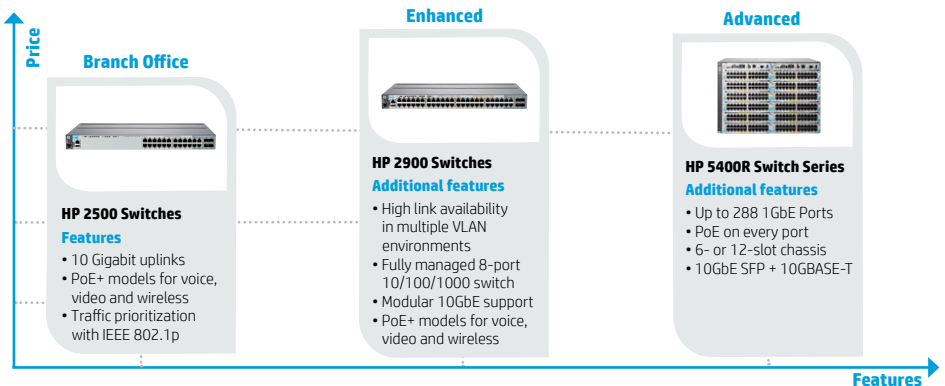 Price
Branch Office
HP 2500 Switches
Features
• 10 Gigabit uplinks
• PoE+ models for voice,
video and wireless
• Traffic prioritization
with IEEE 802.1p
Enhanced
HP 2900 Switches
Additional features
• High link availability
in multiple VLAN
environments
• Fully managed 8-port
10/100/1000 switch
• Modular 10GbE support
• PoE+ models for voice,
video and wireless
Advanced
HP 5400R Switch Series
Additional features
• Up to 288 1GbE Ports
• PoE on every port
• 6- or 12-slot chassis
• 10GbE SFP + 10GBASE-T
Features